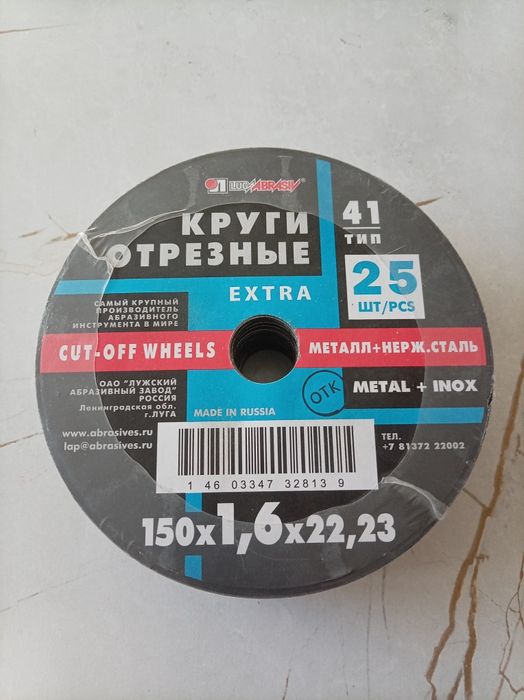 LUGAABRASIV®
КРУГИ
ОТРЕЗНЫЕ
EXTRA
41
ТИП
25
ШТ/PCS
САМЫЙ КРУПНЫЙ
ПРОИЗВОДИТЕЛЬ
АБРАЗИВНОГО
ИНСТРУМЕНТА В МИРЕ
CUT-OFF WHEELS
МЕТАЛЛ+НЕРЖ.СТАЛЬ
ОАО "ЛУЖСКИЙ
АБРАЗИВНЫЙ ЗАВОД"
РОССИЯ
Ленинградская обл.
г.ЛУГА
ОТК
METAL + INOX
MADE IN RUSSIA
www.abrasives.ru
lap@abrasives.ru
ТЕЛ.
+7 81372 22002
1 46 03347 32813 9
150x1,6x22,23